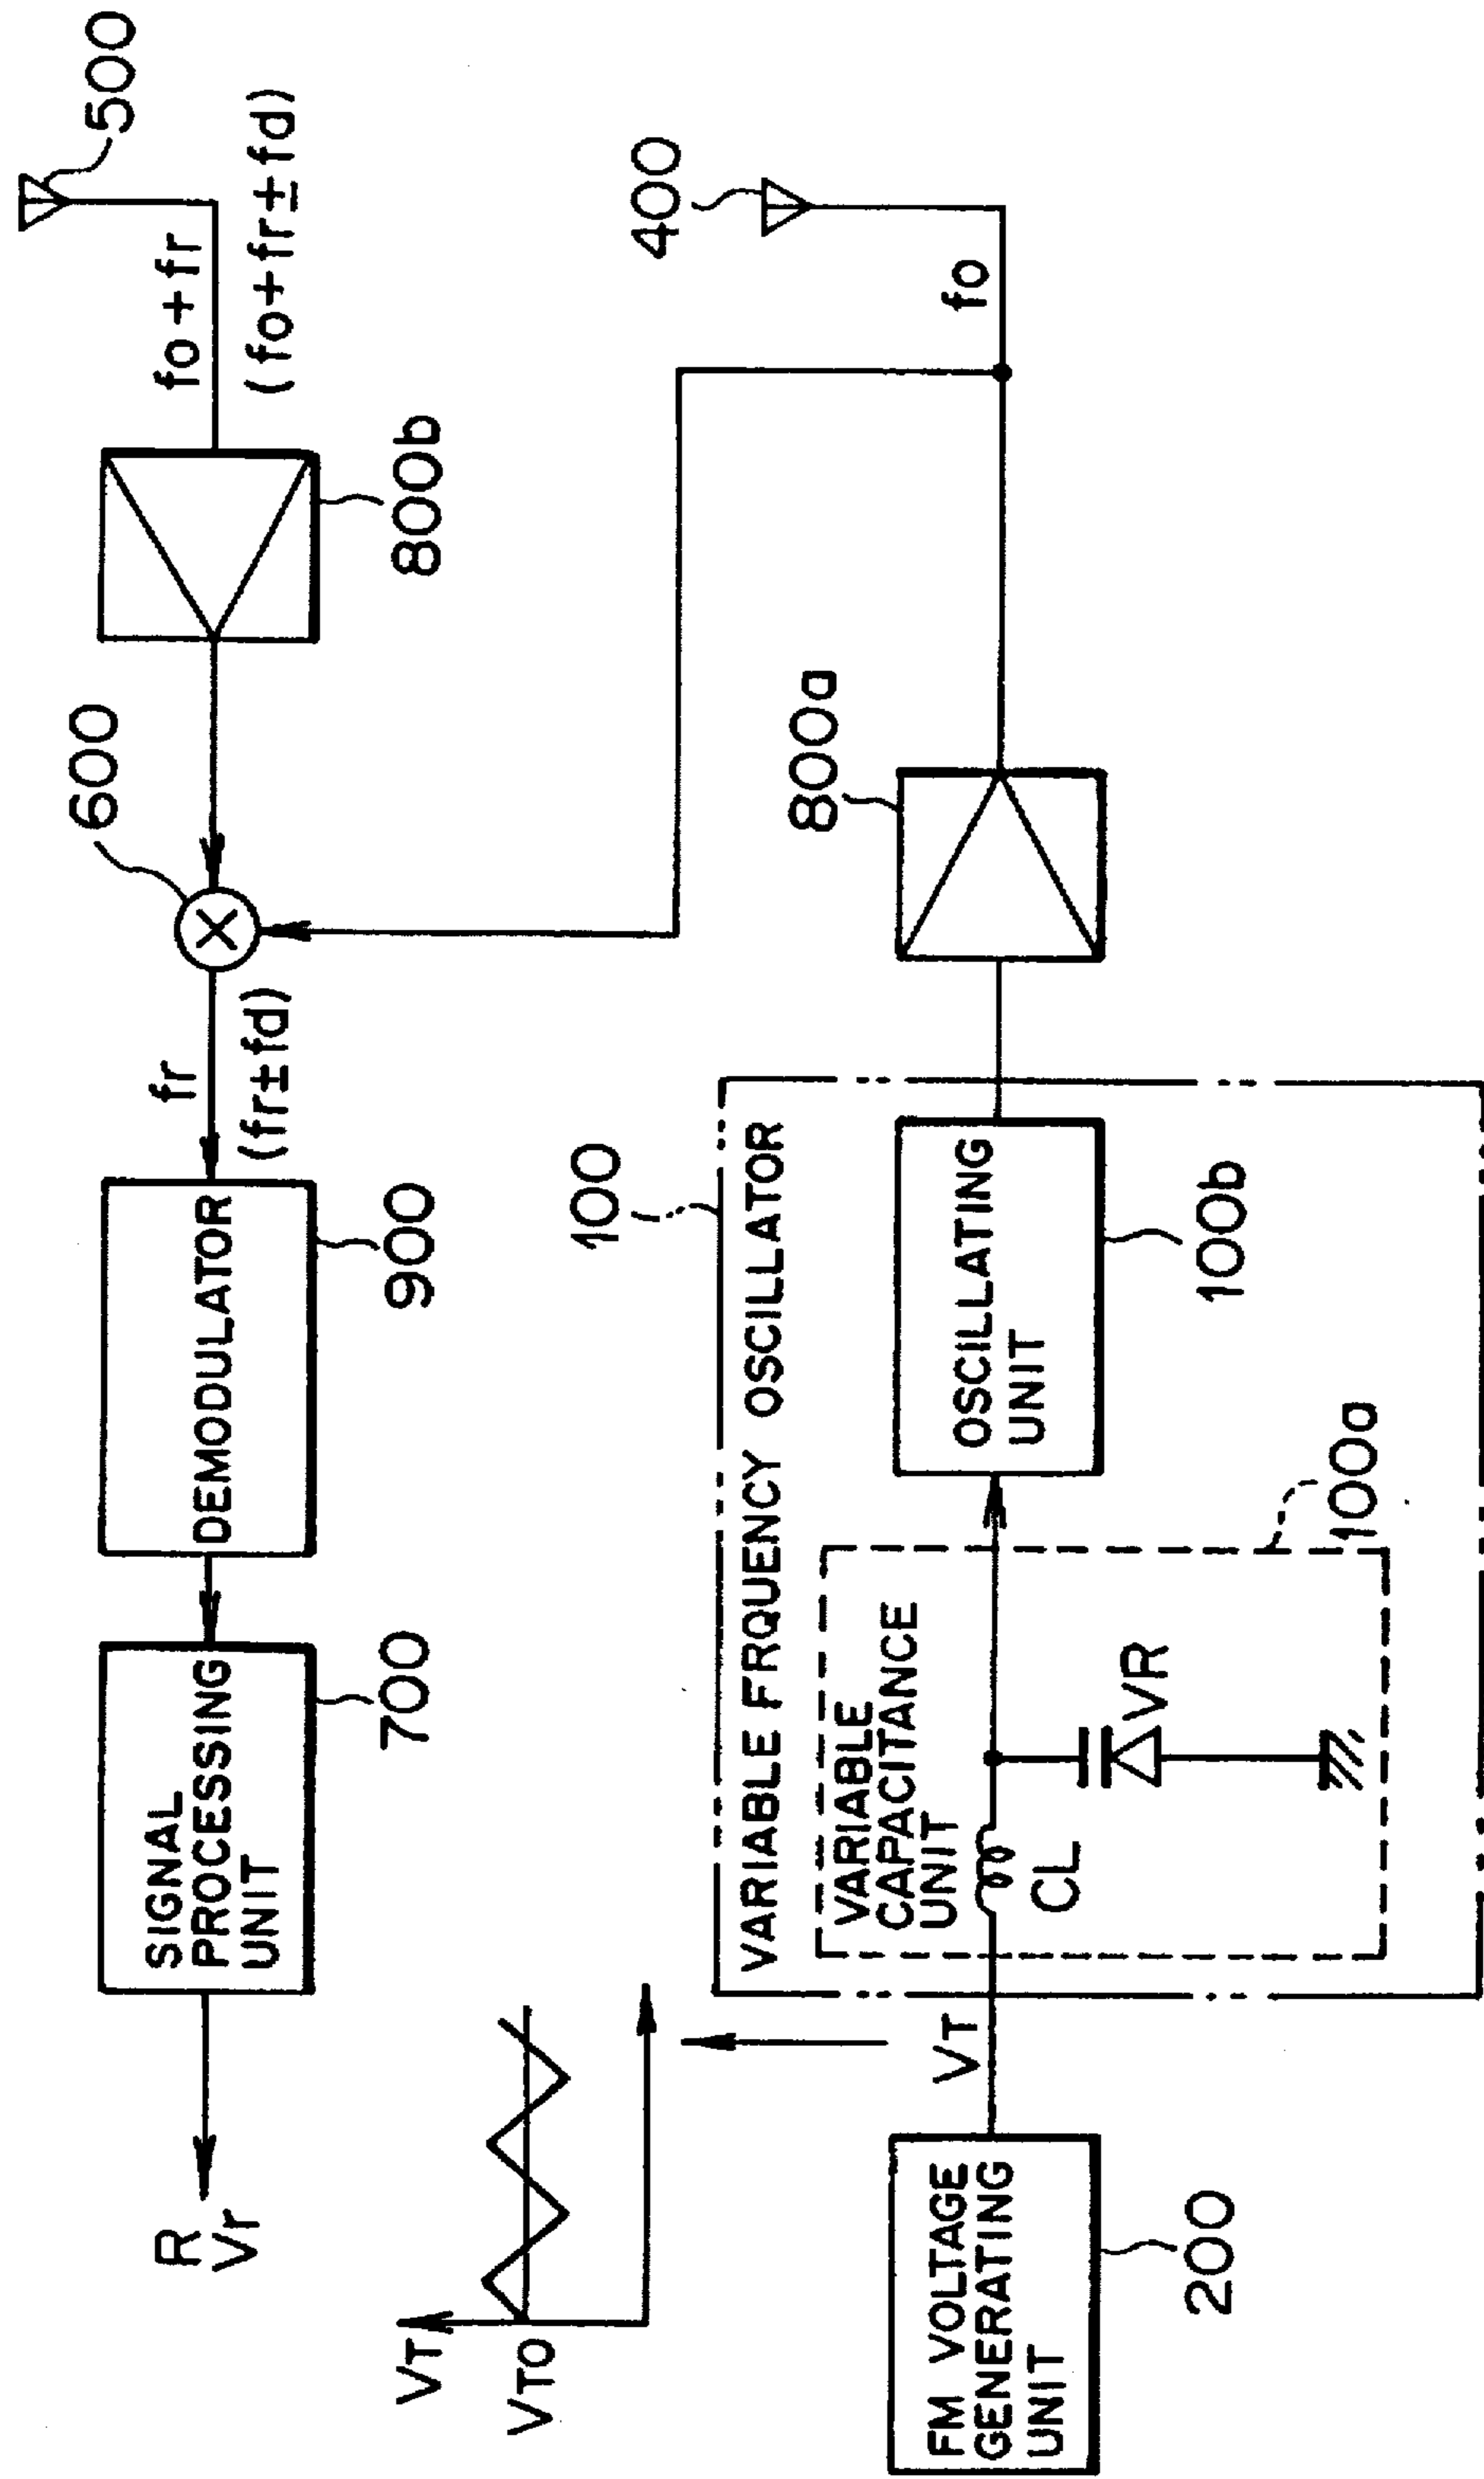 R
Vr
SIGNAL
PROCESSING
UNIT
700
DEMODULATOR
900
fr
(fr±fd)
600
800b
fo+fr
(fo+fr±fd)
500
VT
VTO
FM VOLTAGE
GENERATING
UNIT
200
VT
100
VARIABLE FRQUENCY OSCILLATOR
VARIABLE
CAPACITANCE
UNIT
CL
VR
100a
OSCILLATING
UNIT
100b
800a
fo
400